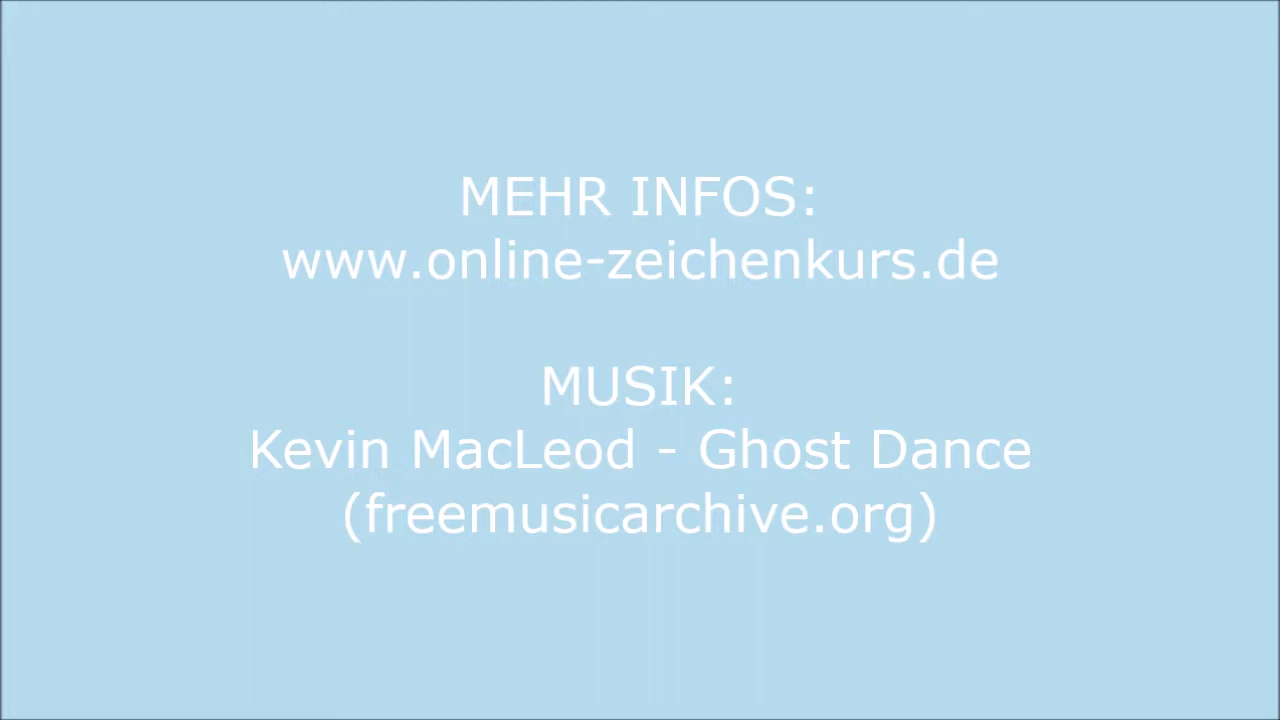 MEHR INFOS:
www.online-zeichenkurs.de
MUSIK:
Kevin MacLeod - Ghost Dance
(freemusicarchive.org)